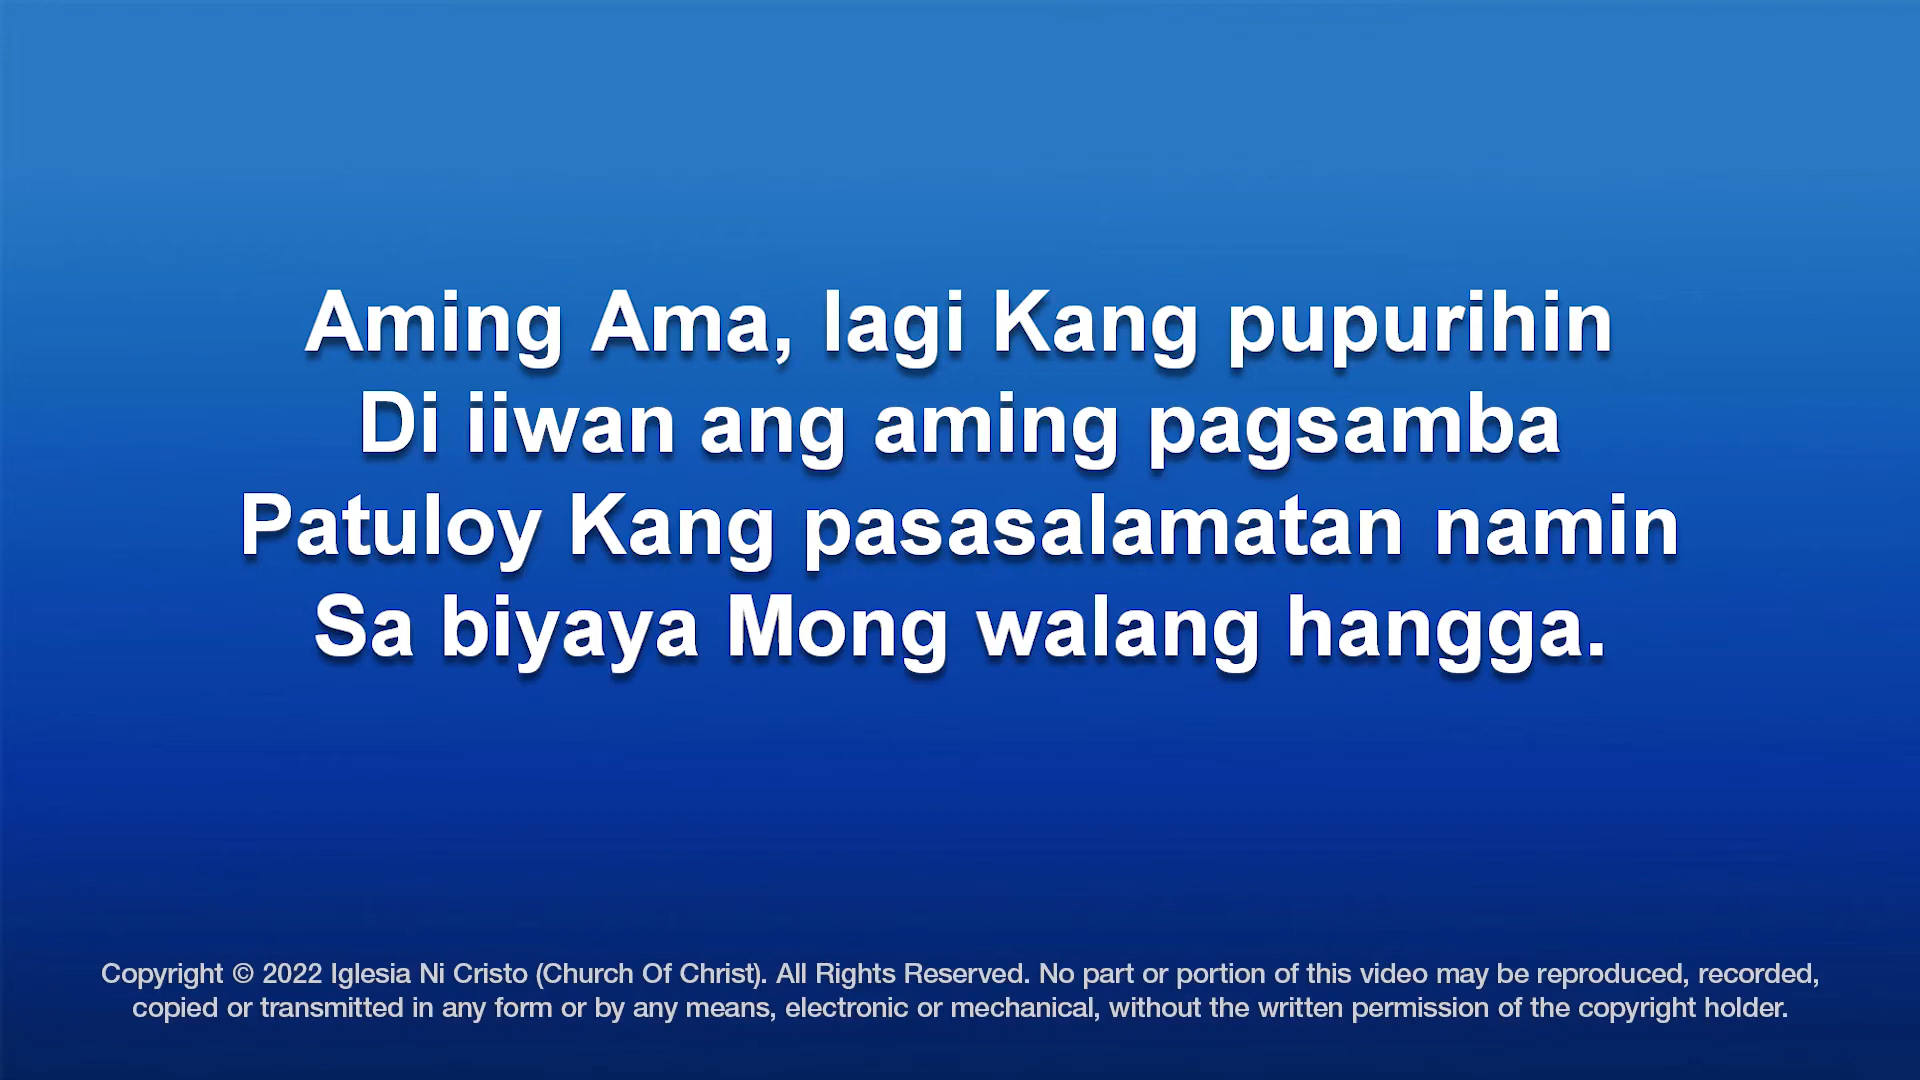 Aming Ama, lagi Kang pupurihin
Di iiwan ang aming pagsamba
Patuloy Kang pasasalamatan namin
Sa biyaya Mong walang hangga.
Copyright © 2022 Iglesia Ni Cristo (Church Of Christ). All Rights Reserved. No part or portion of this video may be reproduced, recorded,
copied or transmitted in any form or by any means, electronic or mechanical, without the written permission of the copyright holder.